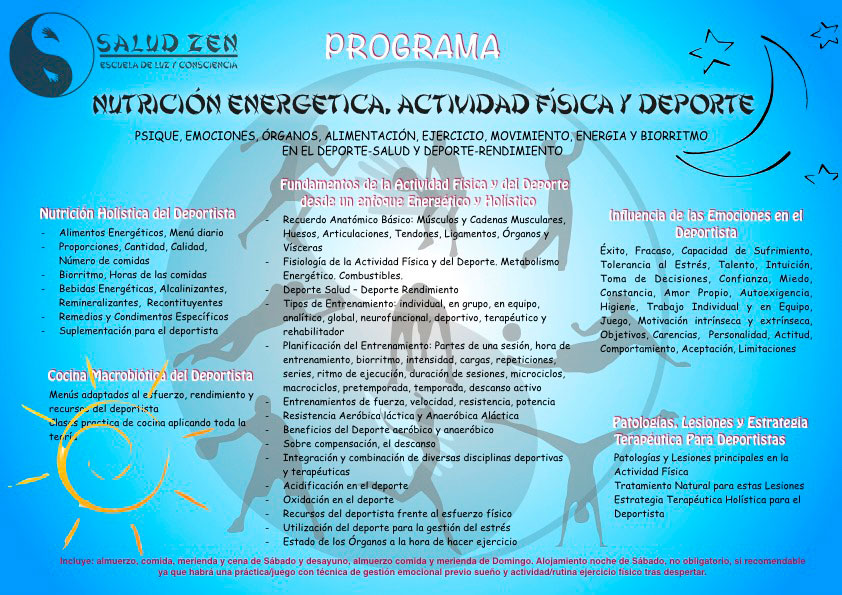 SALUD ZEN
ESCUELA DE LUZ Y CONSCIENCIA
PROGRAMA
NUTRICIÓN ENERGETICA, ACTIVIDAD FÍSICA Y DEPORTE
PSIQUE, EMOCIONES, ÓRGANOS, ALIMENTACIÓN, EJERCICIO, MOVIMIENTO, ENERGIA Y BIORRITMO
EN EL DEPORTE-SALUD Y DEPORTE-RENDIMIENTO
Nutrición Holística del Deportista
- Alimentos Energéticos, Menú diario
- Proporciones, Cantidad, Calidad,
Número de comidas
- Biorritmo, Horas de las comidas
- Bebidas Energéticas, Alcalinizantes,
Remineralizantes, Recontituyentes
- Remedios y Condimentos Específicos
- Suplementación para el deportista
Cocina Macrobiótica del Deportista
Menús adaptados al esfuerzo, rendimiento y
recursos del deportista
Clases practica de cocina aplicando toda la
teoría
Fundamentos de la Actividad Física y del Deporte
desde un enfoque Energético y Holístico
- Recuerdo Anatómico Básico: Músculos y Cadenas Musculares,
Huesos, Articulaciones, Tendones, Ligamentos, Órganos y
Vísceras
- Fisiología de la Actividad Física y del Deporte. Metabolismo
Energético. Combustibles.
- Deporte Salud – Deporte Rendimiento
- Tipos de Entrenamiento: individual, en grupo, en equipo,
analítico, global, neurofuncional, deportivo, terapéutico y
rehabilitador
- Planificación del Entrenamiento: Partes de una sesión, hora de
entrenamiento, biorritmo, intensidad, cargas, repeticiones,
series, ritmo de ejecución, duración de sesiones, microciclos,
macrociclos, pretemporada, temporada, descanso activo
- Entrenamientos de fuerza, velocidad, resistencia, potencia
- Resistencia Aeróbica láctica y Anaeróbica Aláctica
- Beneficios del Deporte aeróbico y anaeróbico
- Sobre compensación, el descanso
- Integración y combinación de diversas disciplinas deportivas
y terapéuticas
- Acidificación en el deporte
- Oxidación en el deporte
- Recursos del deportista frente al esfuerzo físico
- Utilización del deporte para la gestión del estrés
- Estado de los Órganos a la hora de hacer ejercicio
Influencia de las Emociones en el
Deportista
Éxito, Fracaso, Capacidad de Sufrimiento,
Tolerancia al Estrés, Talento, Intuición,
Toma de Decisiones, Confianza, Miedo,
Constancia, Amor Propio, Autoexigencia,
Higiene, Trabajo Individual y en Equipo,
Juego, Motivación intrínseca y extrínseca,
Objetivos, Carencias, Personalidad, Actitud,
Comportamiento, Aceptación, Limitaciones
Patologías, Lesiones y Estrategia
Terapéutica Para Deportistas
Patologías y Lesiones principales en la
Actividad Física
Tratamiento Natural para estas Lesiones
Estrategia Terapéutica Holística para el
Deportista
Incluye: almuerzo, comida, merienda y cena de Sábado y desayuno, almuerzo comida y merienda de Domingo. Alojamiento noche de Sábado, no obligatorio, si recomendable
ya que habrá una práctica/juego con técnica de gestión emocional previo sueño y actividad/rutina ejercicio físico tras despertar.